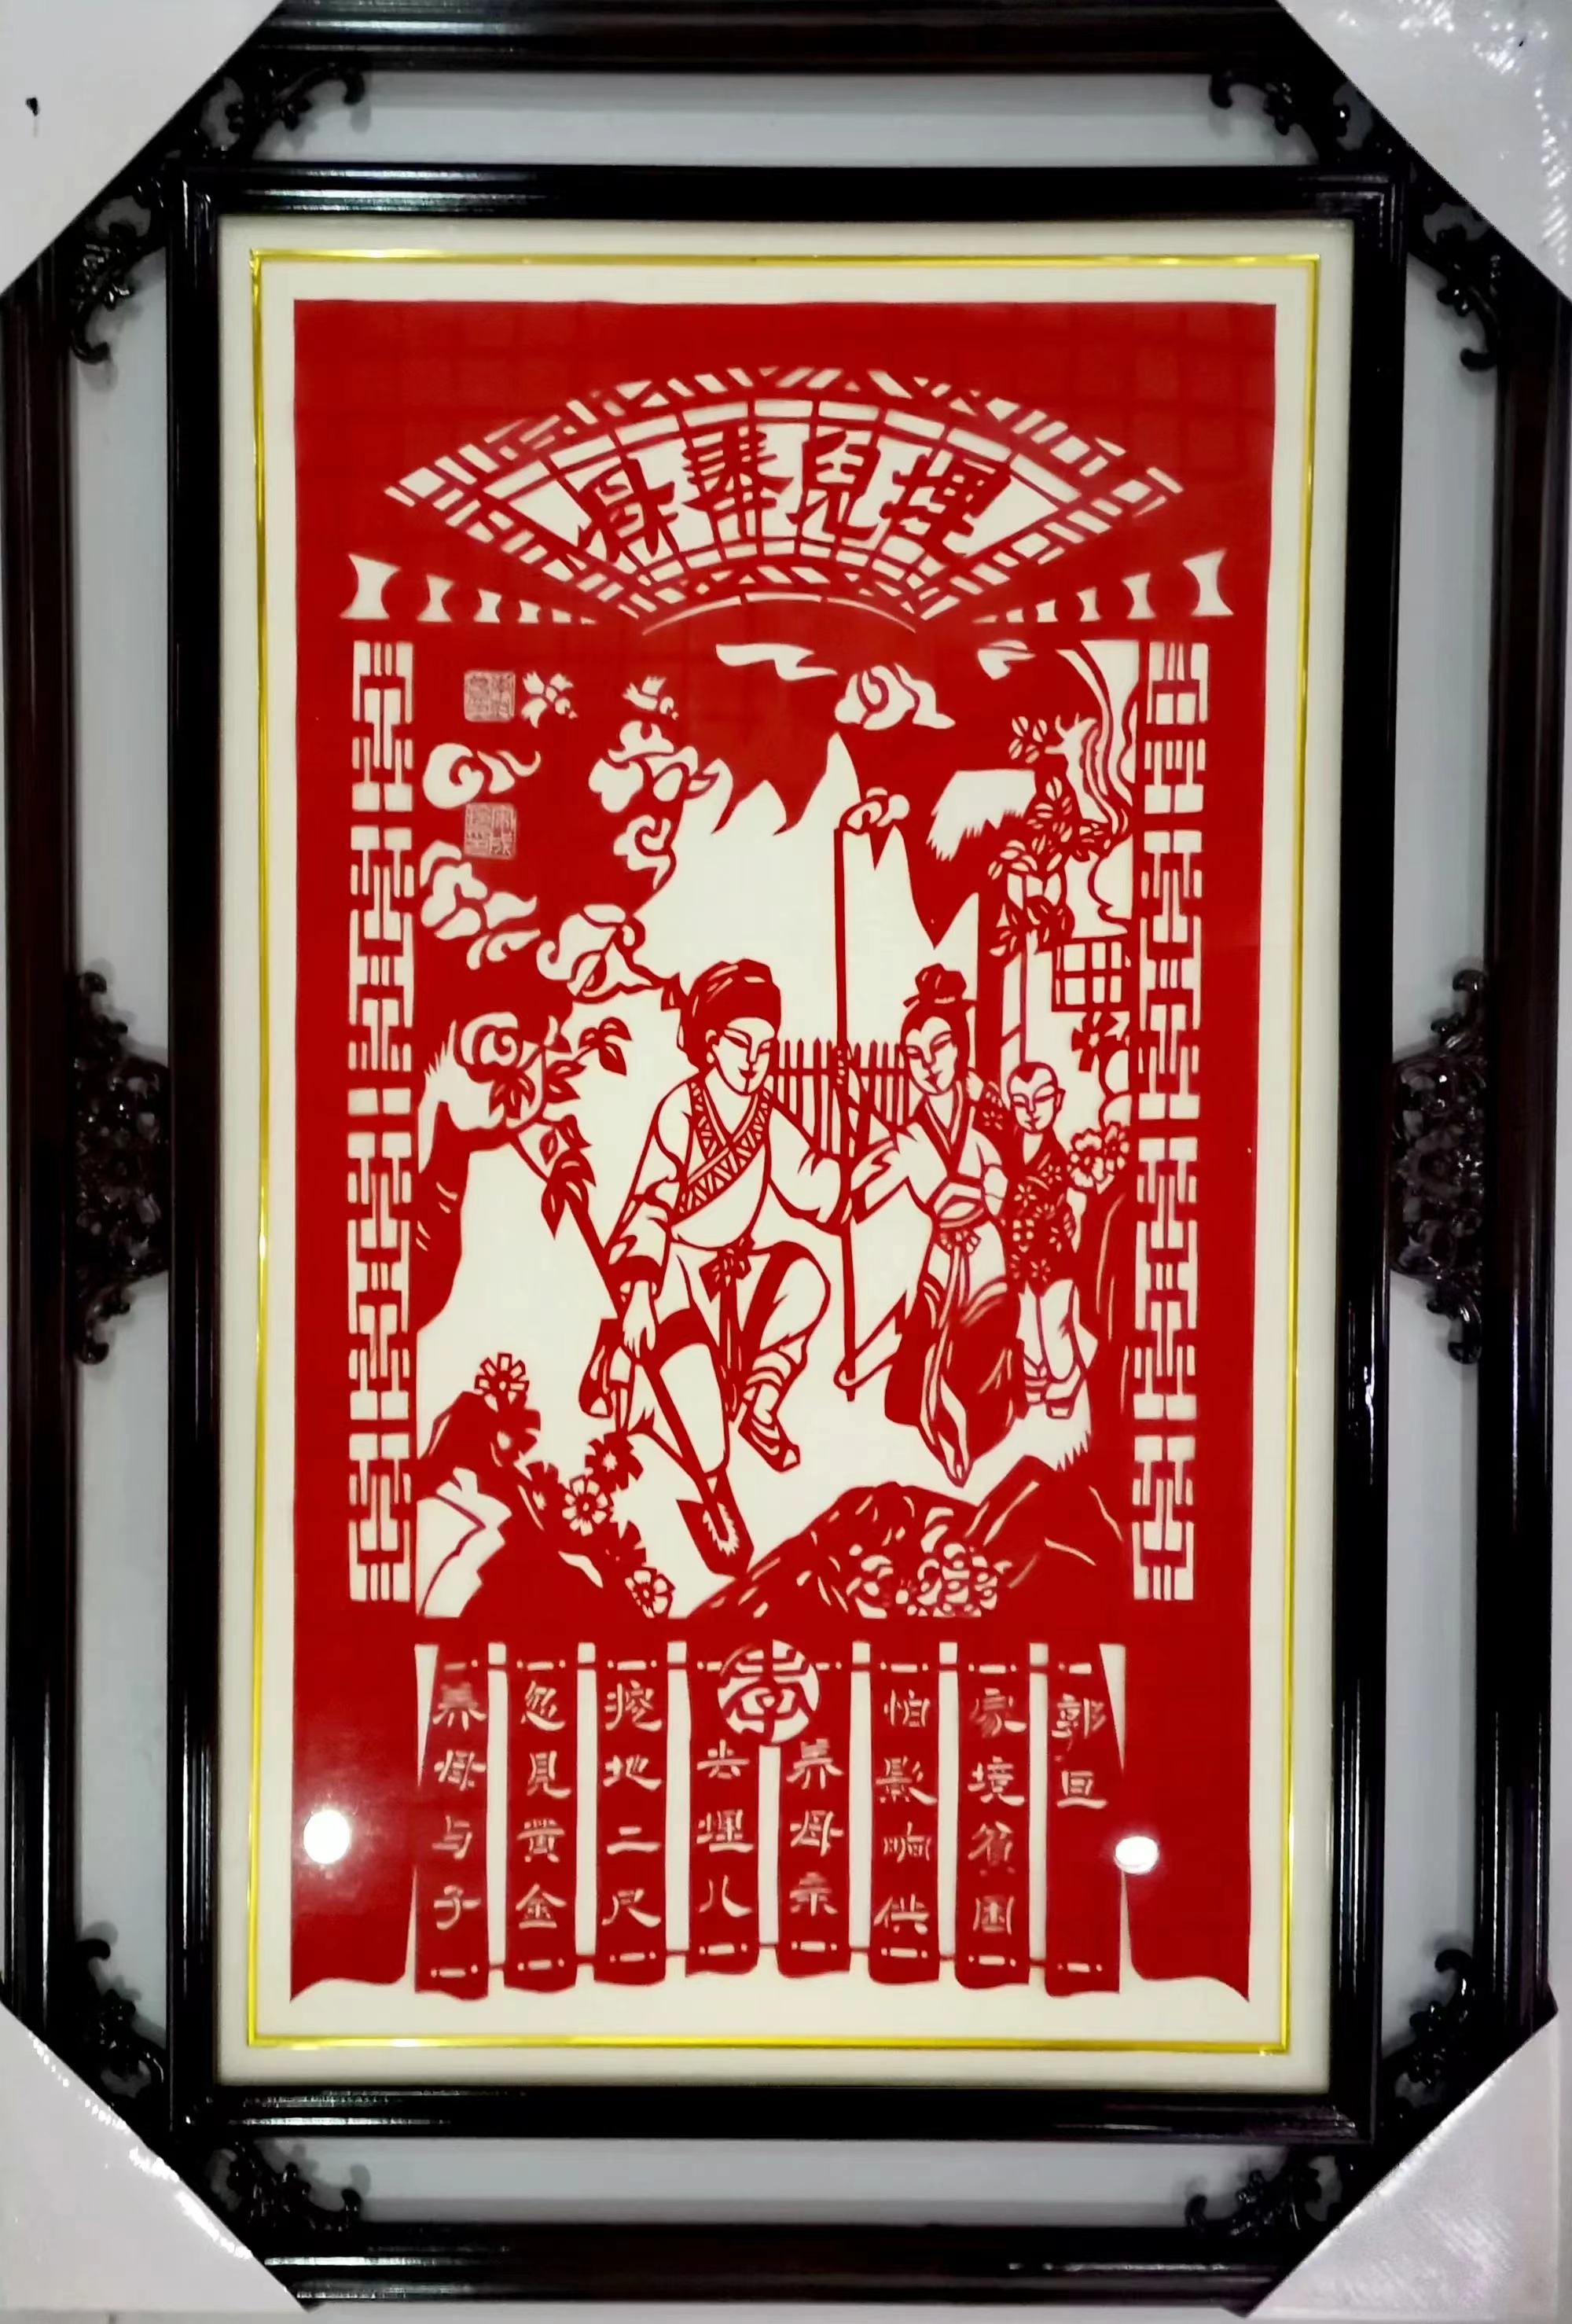 埋兒奉母
孝
郭巨
家境貧困
怕影响供
养母亲
去埋儿
挖地二尺
忽见黄金
养母与子